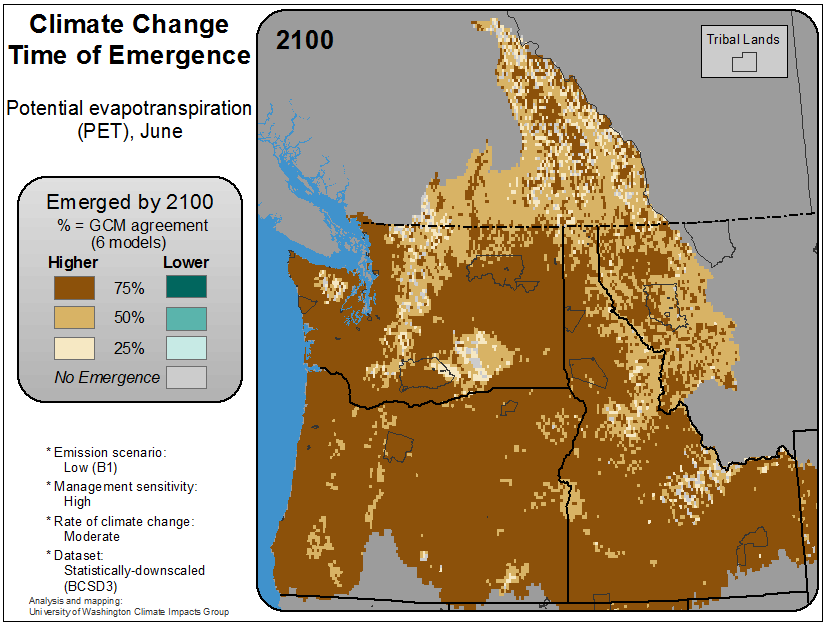 Climate Change
Time of Emergence
Potential evapotranspiration
(PET), June
Emerged by 2100
% = GCM agreement
(6 models)
Higher Lower
75%
50%
25%
No Emergence
* Emission scenario:
Low (B1)
* Management sensitivity:
High
* Rate of climate change:
Moderate
* Dataset:
Statistically-downscaled
(BCSD3)
Analysis and mapping:
University of Washington Climate Impacts Group
2100
Tribal Lands